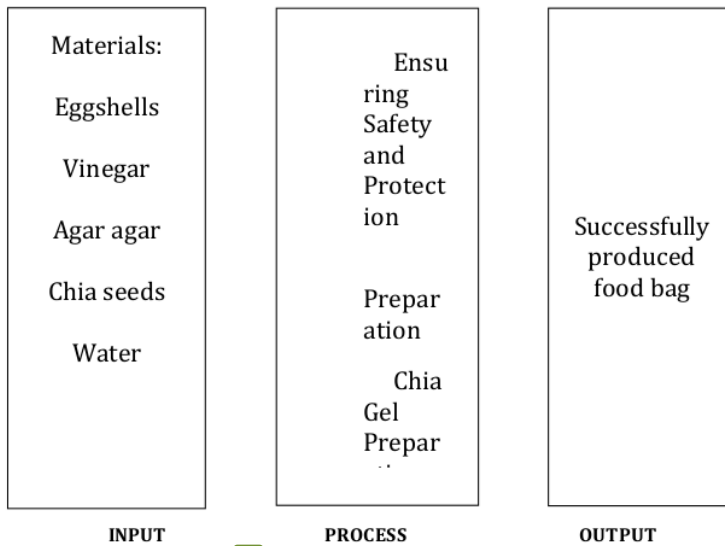 Materials:
Eggshells
Vinegar
Agar agar
Chia seeds
Water
Ensu
ring
Safety
and
Protect
ion
Prepar
ation
Chia
Gel
Prepar
Successfully
produced
food bag
INPUT
PROCESS
OUTPUT